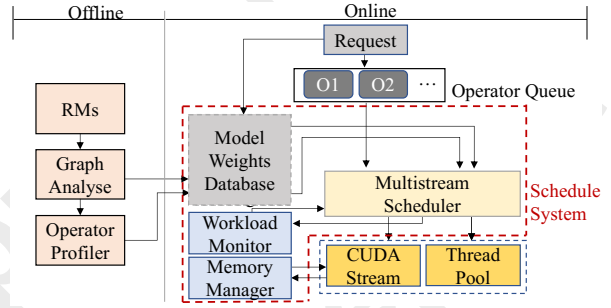 Offline
Online
Request
O1
O2
...
Operator Queue
RMs
Graph
Analyse
Operator
Profiler
Model
Weights
Database
Multistream
Scheduler
Schedule
System
Workload
Monitor
Memory
Manager
CUDA
Stream
Thread
Pool